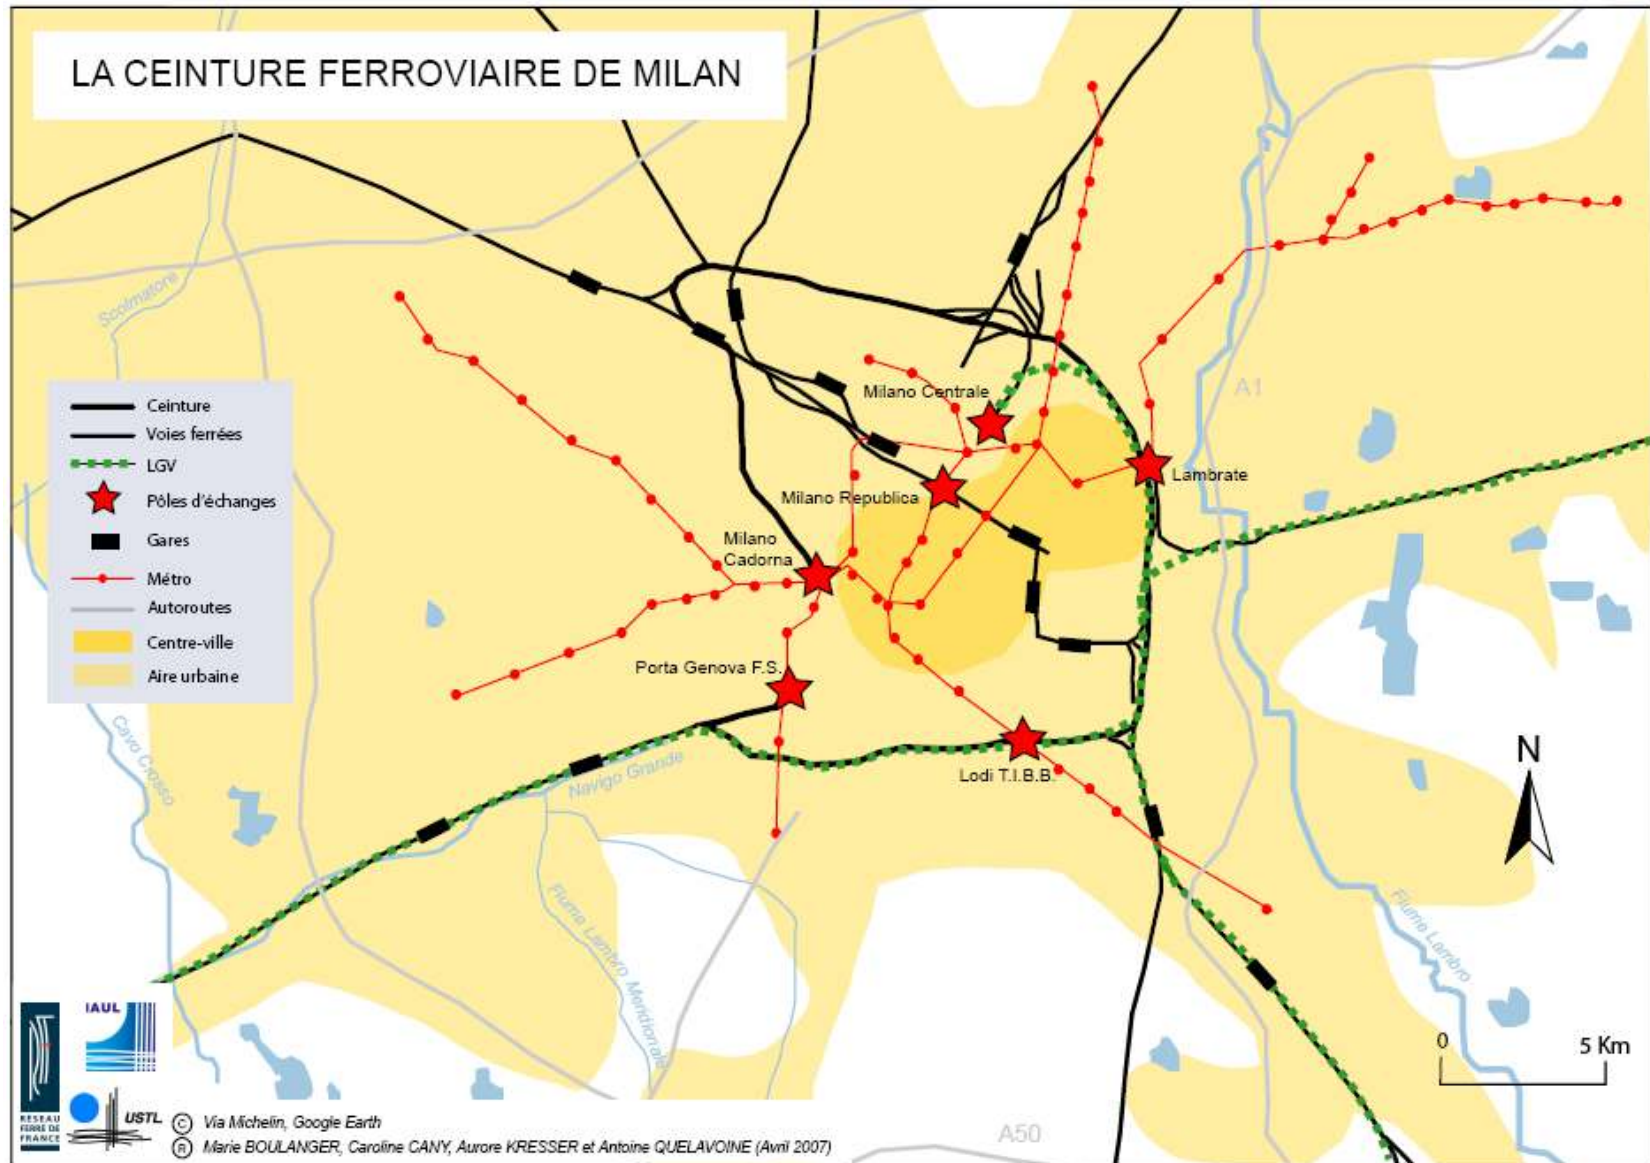 LA CEINTURE FERROVIAIRE DE MILAN
Scolmatore
A1
Ceinture
Voies ferrées
LGV
Pôles d'échanges
Gares
Métro
Autoroutes
Centre-ville
Aire urbaine
Milano Centrale
Milano Republica
Lambrate
Milano
Cadorna
Porta Genova F.S.
Lodi T.I.B.B.
Navigo Grande
Cavo Ciosso
Fiume Lambro Meridionale
Fiume Lambro
N
0 5 Km
A50
IAUL
RESEAU
FERRE DE
FRANCE
USTL
C Via Michelin, Google Earth
R Marie BOULANGER, Caroline CANY, Aurore KRESSER et Antoine QUELAVOINE (Avril 2007)